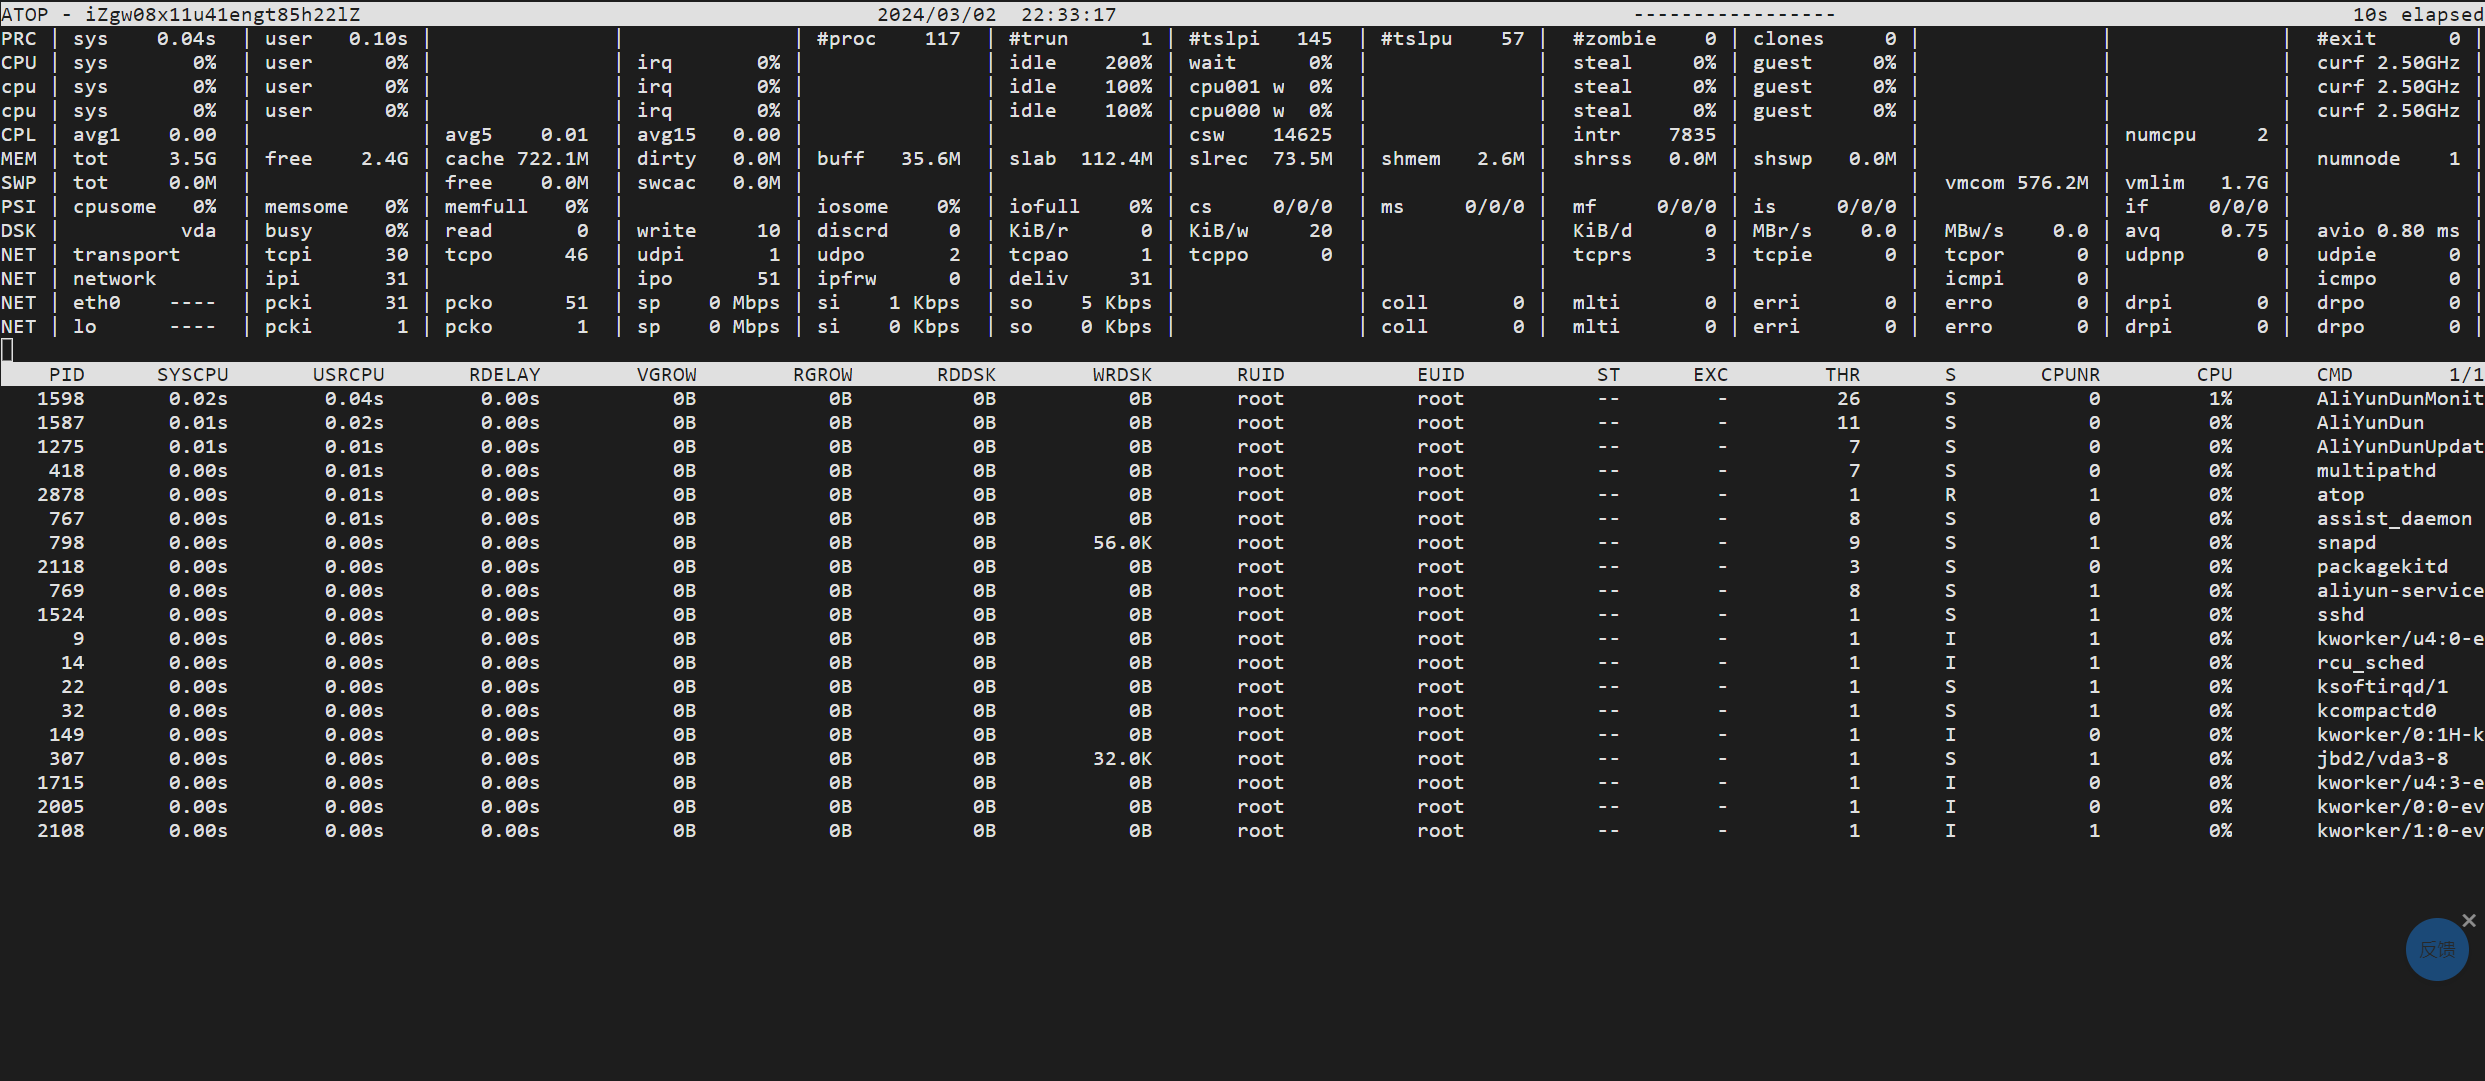 ATOP - iZgw08x11u41engt85h22lZ 2024/03/02 22:33:17 ----------------- 10s elapsed
PRC | sys 0.04s | user 0.10s | | | #proc 117 | #trun 1 | #tslpi 145 | #tslpu 57 | #zombie 0 | clones 0 | | | #exit 0 |
CPU | sys 0% | user 0% | | irq 0% | | idle 200% | wait 0% | | steal 0% | guest 0% | | | curf 2.50GHz |
cpu | sys 0% | user 0% | | irq 0% | | idle 100% | cpu001 w 0% | | steal 0% | guest 0% | | | curf 2.50GHz |
cpu | sys 0% | user 0% | | irq 0% | | idle 100% | cpu000 w 0% | | steal 0% | guest 0% | | | curf 2.50GHz |
CPL | avg1 0.00 | | avg5 0.01 | avg15 0.00 | | | csw 14625 | | intr 7835 | | | numcpu 2 | |
MEM | tot 3.5G | free 2.4G | cache 722.1M | dirty 0.0M | buff 35.6M | slab 112.4M | slrec 73.5M | shmem 2.6M | shrss 0.0M | shswp 0.0M | | | numnode 1 |
SWP | tot 0.0M | | free 0.0M | swcac 0.0M | | | | | | | vmcom 576.2M | vmlim 1.7G | |
PSI | cpusome 0% | memsome 0% | memfull 0% | | iosome 0% | iofull 0% | cs 0/0/0 | ms 0/0/0 | mf 0/0/0 | is 0/0/0 | | if 0/0/0 | |
DSK | vda | busy 0% | read 0 | write 10 | discrd 0 | KiB/r 0 | KiB/w 20 | | KiB/d 0 | MBr/s 0.0 | MBw/s 0.0 | avq 0.75 | avio 0.80 ms |
NET | transport | tcpi 30 | tcpo 46 | udpi 1 | udpo 2 | tcpao 1 | tcppo 0 | | tcprs 3 | tcpie 0 | tcpor 0 | udpnp 0 | udpie 0 |
NET | network | ipi 31 | | ipo 51 | ipfrw 0 | deliv 31 | | | | | icmpi 0 | | icmpo 0 |
NET | eth0 ---- | pcki 31 | pcko 51 | sp 0 Mbps | si 1 Kbps | so 5 Kbps | | coll 0 | mlti 0 | erri 0 | erro 0 | drpi 0 | drpo 0 |
NET | lo ---- | pcki 1 | pcko 1 | sp 0 Mbps | si 0 Kbps | so 0 Kbps | | coll 0 | mlti 0 | erri 0 | erro 0 | drpi 0 | drpo 0 |
PID SYSCPU USRCPU RDELAY VGROW RGROW RDDSK WRDSK RUID EUID ST EXC THR S CPUNR CPU CMD 1/1
1598 0.02s 0.04s 0.00s 0B 0B 0B 0B root root -- - 26 S 0 1% AliYunDunMonit
1587 0.01s 0.02s 0.00s 0B 0B 0B 0B root root -- - 11 S 0 0% AliYunDun
1275 0.01s 0.01s 0.00s 0B 0B 0B 0B root root -- - 7 S 0 0% AliYunDunUpdat
418 0.00s 0.01s 0.00s 0B 0B 0B 0B root root -- - 7 S 0 0% multipathd
2878 0.00s 0.01s 0.00s 0B 0B 0B 0B root root -- - 1 R 1 0% atop
767 0.00s 0.01s 0.00s 0B 0B 0B 0B root root -- - 8 S 0 0% assist_daemon
798 0.00s 0.00s 0.00s 0B 0B 0B 56.0K root root -- - 9 S 1 0% snapd
2118 0.00s 0.00s 0.00s 0B 0B 0B 0B root root -- - 3 S 0 0% packagekitd
769 0.00s 0.00s 0.00s 0B 0B 0B 0B root root -- - 8 S 1 0% aliyun-service
1524 0.00s 0.00s 0.00s 0B 0B 0B 0B root root -- - 1 S 1 0% sshd
9 0.00s 0.00s 0.00s 0B 0B 0B 0B root root -- - 1 I 1 0% kworker/u4:0-e
14 0.00s 0.00s 0.00s 0B 0B 0B 0B root root -- - 1 I 1 0% rcu_sched
22 0.00s 0.00s 0.00s 0B 0B 0B 0B root root -- - 1 S 1 0% ksoftirqd/1
32 0.00s 0.00s 0.00s 0B 0B 0B 0B root root -- - 1 S 1 0% kcompactd0
149 0.00s 0.00s 0.00s 0B 0B 0B 0B root root -- - 1 I 0 0% kworker/0:1H-k
307 0.00s 0.00s 0.00s 0B 0B 0B 32.0K root root -- - 1 S 1 0% jbd2/vda3-8
1715 0.00s 0.00s 0.00s 0B 0B 0B 0B root root -- - 1 I 0 0% kworker/u4:3-e
2005 0.00s 0.00s 0.00s 0B 0B 0B 0B root root -- - 1 I 0 0% kworker/0:0-ev
2108 0.00s 0.00s 0.00s 0B 0B 0B 0B root root -- - 1 I 1 0% kworker/1:0-ev
反馈